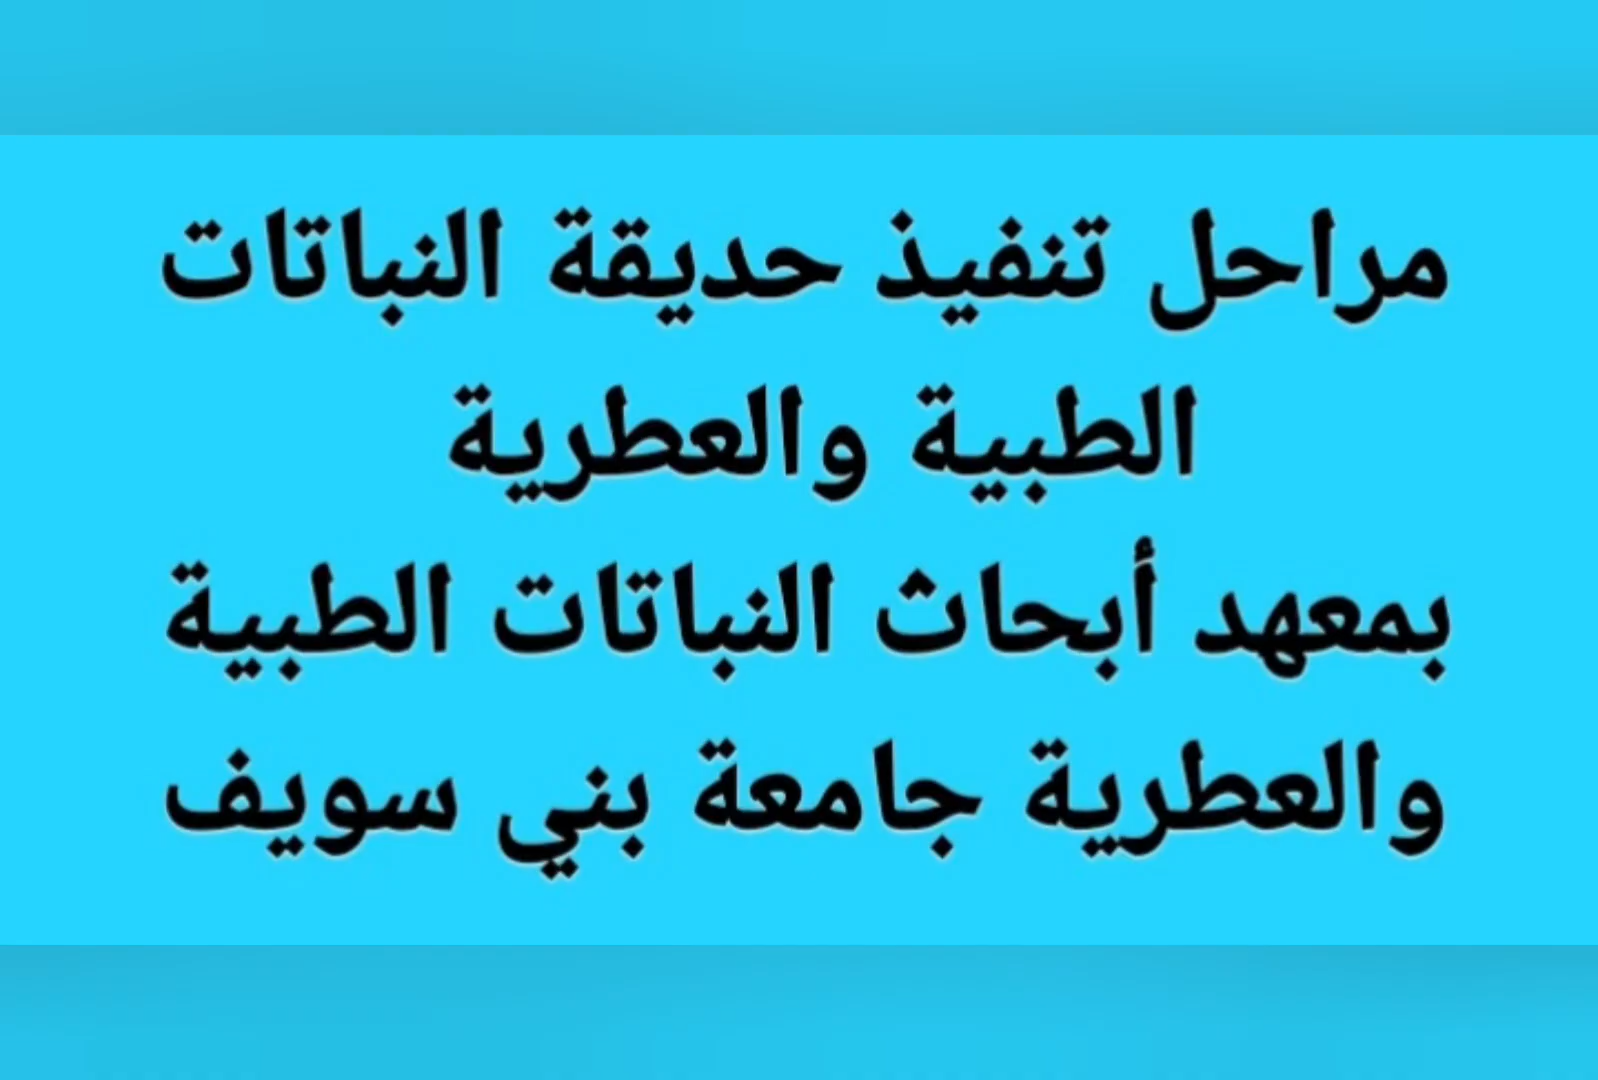 مراحل تنفيذ حديقة النباتات
الطبية والعطرية
بمعهد أبحاث النباتات الطبية
والعطرية جامعة بني سويف